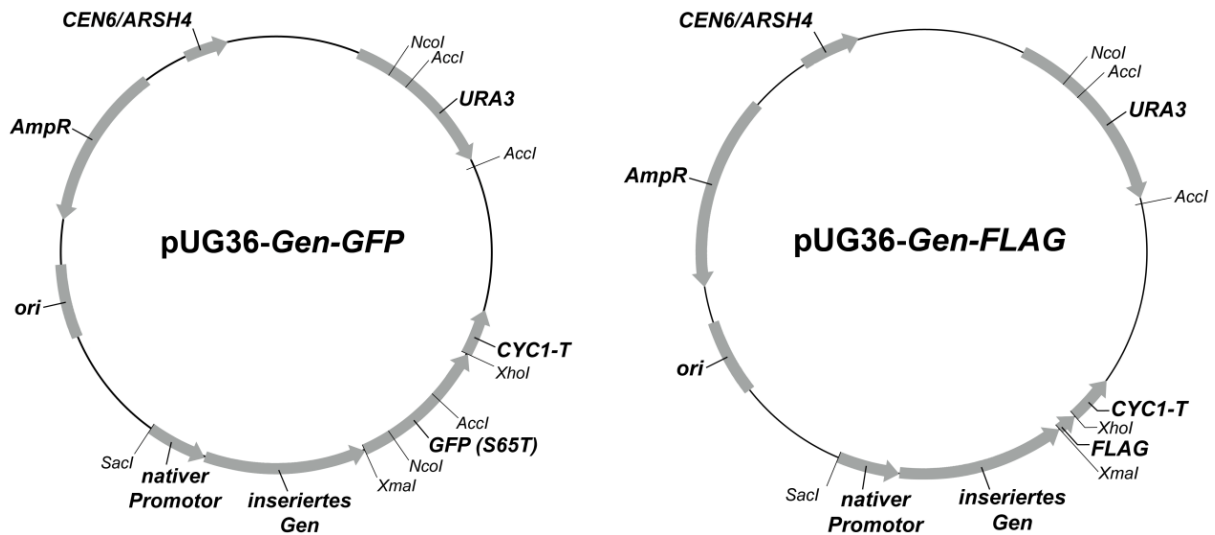 CEN6/ARSH4
NcoI
AccI
URA3
AmpR
AccI
pUG36-Gen-GFP
ori
CYC1-T
XhoI
AccI
GFP (S65T)
NcoI
SacI
XmaI
nativer
Promotor
inseriertes
Gen
CEN6/ARSH4
NcoI
AccI
URA3
AmpR
AccI
pUG36-Gen-FLAG
ori
CYC1-T
XhoI
FLAG
XmaI
SacI
nativer
Promotor
inseriertes
Gen